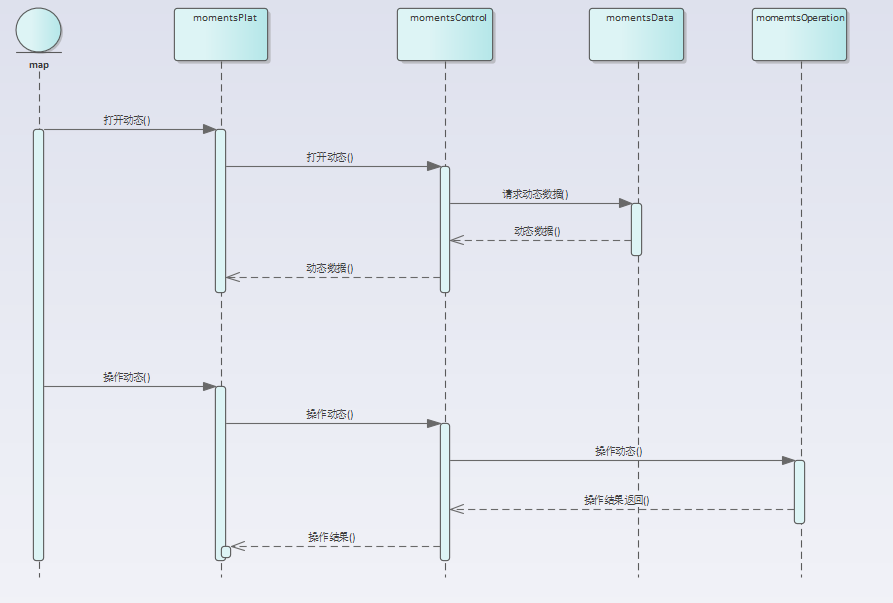 momentsPlat
momentsControl
momentsData
momemtsOperation
map
打开动态()
打开动态()
请求动态数据()
动态数据()
动态数据()
操作动态()
操作动态()
操作动态()
操作结果返回()
操作结果()